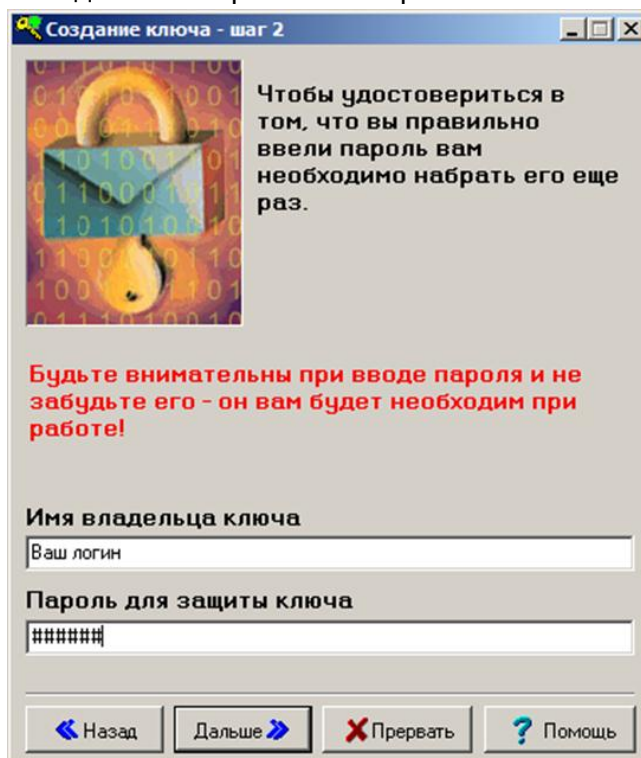 Создание ключа - шаг 2
Чтобы удостовериться в
том, что вы правильно
ввели пароль вам
необходимо набрать его еще
раз.
Будьте внимательны при вводе пароля и не
забудьте его - он вам будет необходим при
работе!
Имя владельца ключа
Ваш логин
Пароль для защиты ключа
######
Назад Дальше Прервать Помощь